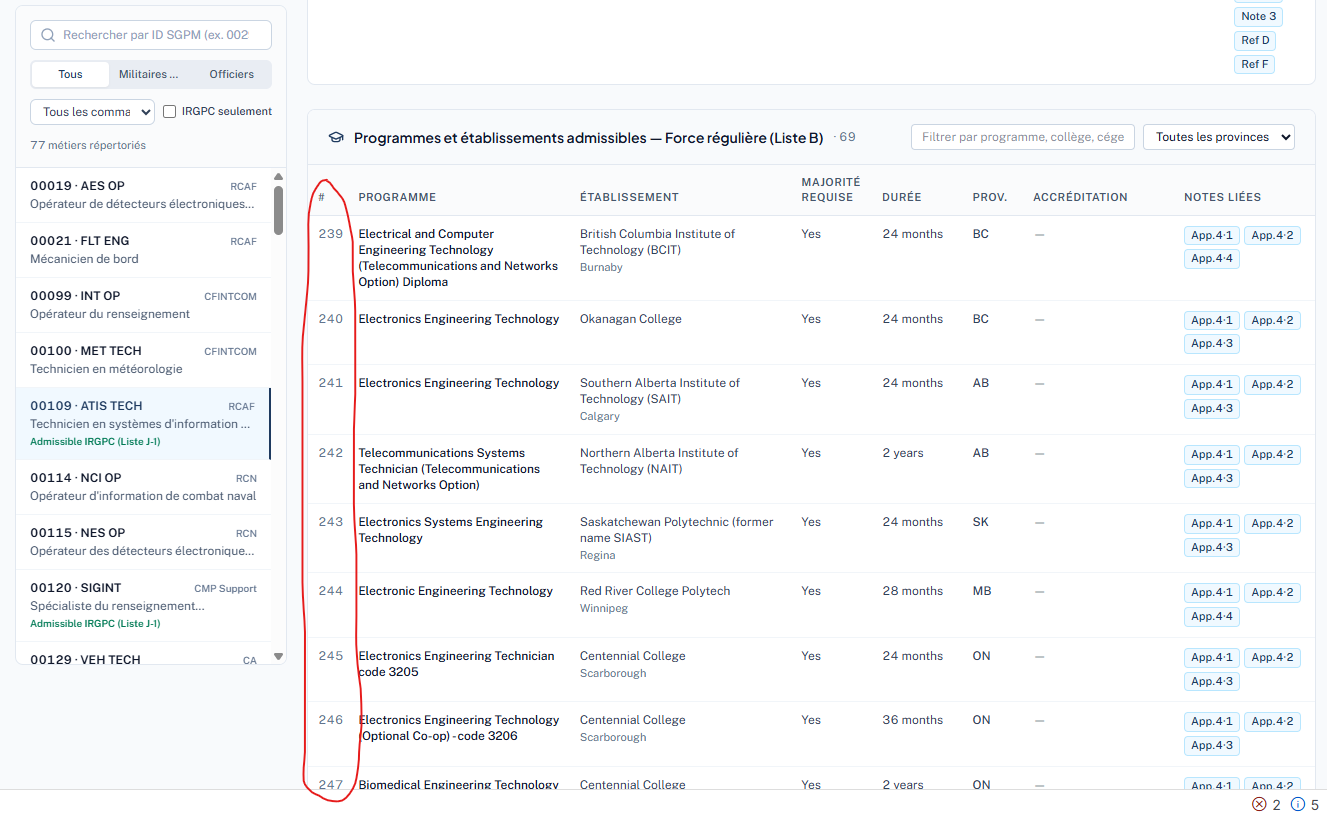 Rechercher par ID SGPM (ex. 002
Tous
Militaires ...
Officiers
Tous les comma
IRGPC seulement
77 métiers répertoriés
00019 · AES OP
RCAF
Opérateur de détecteurs électroniques...
00021 · FLT ENG
RCAF
Mécanicien de bord
00099 · INT OP
CFINTCOM
Opérateur du renseignement
00100 · MET TECH
CFINTCOM
Technicien en météorologie
00109 · ATIS TECH
RCAF
Technicien en systèmes d'information ...
Admissible IRGPC (Liste J-1)
00114 · NCI OP
RCN
Opérateur d'information de combat naval
00115 · NES OP
RCN
Opérateur des détecteurs électronique...
00120 · SIGINT
CMP Support
Spécialiste du renseignement...
Admissible IRGPC (Liste J-1)
00129 · VEH TECH
CA
Note 3
Ref D
Ref F
Programmes et établissements admissibles — Force régulière (Liste B) · 69
Filtrer par programme, collège, cége
Toutes les provinces
# PROGRAMME ÉTABLISSEMENT MAJORITÉ REQUISE DURÉE PROV. ACCRÉDITATION NOTES LIÉES
239 Electrical and Computer Yes 24 months BC — App.4·1 App.4·2
Engineering Technology
(Telecommunications and Networks
Option) Diploma
British Columbia Institute of
Technology (BCIT)
Burnaby
App.4·4
240 Electronics Engineering Technology Okanagan College Yes 24 months BC — App.4·1 App.4·2
App.4·3
241 Electronics Engineering Technology Southern Alberta Institute of Yes 24 months AB — App.4·1 App.4·2
Technology (SAIT)
Calgary
App.4·3
242 Telecommunications Systems Northern Alberta Institute of Yes 2 years AB — App.4·1 App.4·2
Technician (Telecommunications Technology (NAIT)
and Networks Option)
App.4·3
243 Electronics Systems Engineering Saskatchewan Polytechnic (former Yes 24 months SK — App.4·1 App.4·2
Technology name SIAST)
Regina
App.4·3
244 Electronic Engineering Technology Red River College Polytech Yes 28 months MB — App.4·1 App.4·2
Winnipeg
App.4·4
245 Electronics Engineering Technician Centennial College Yes 24 months ON — App.4·1 App.4·2
code 3205 Scarborough
App.4·3
246 Electronics Engineering Technology Centennial College Yes 36 months ON — App.4·1 App.4·2
(Optional Co-op) - code 3206 Scarborough
App.4·3
247 Biomedical Engineering Technology Centennial College Yes 2 years ON — App.4·1 App.4·2
2 5